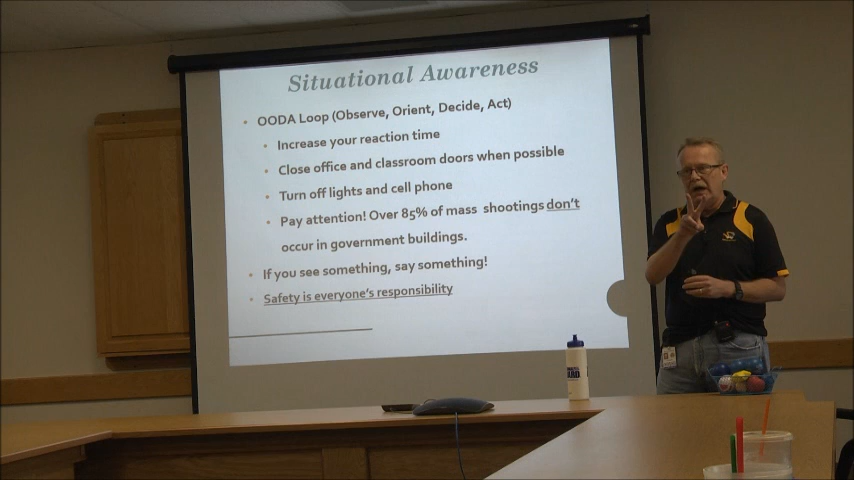 Situational Awareness
• OODA Loop (Observe, Orient, Decide, Act)
• Increase your reaction time
• Close office and classroom doors when possible
• Turn off lights and cell phone
• Pay attention! Over 85% of mass shootings don't
occur in government buildings.
• If you see something, say something!
• Safety is everyone's responsibility